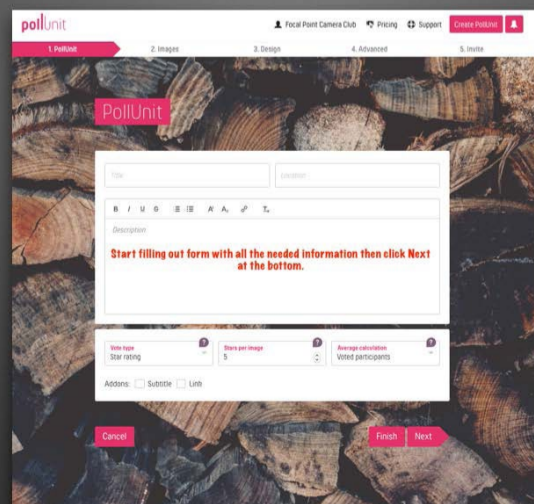 pollUnit
Focal Point Camera Club Pricing Support Create PollUnit
1. PollUnit 2. Images 3. Design 4. Advanced 5. Invite
PollUnit
Title Location
B I U S
Description
Start filling out form with all the needed information then click Next
at the bottom.
Vote type Stars per image Average calculation
Star rating 5 Voted participants
Addons: Subtitle Link
Cancel Finish Next